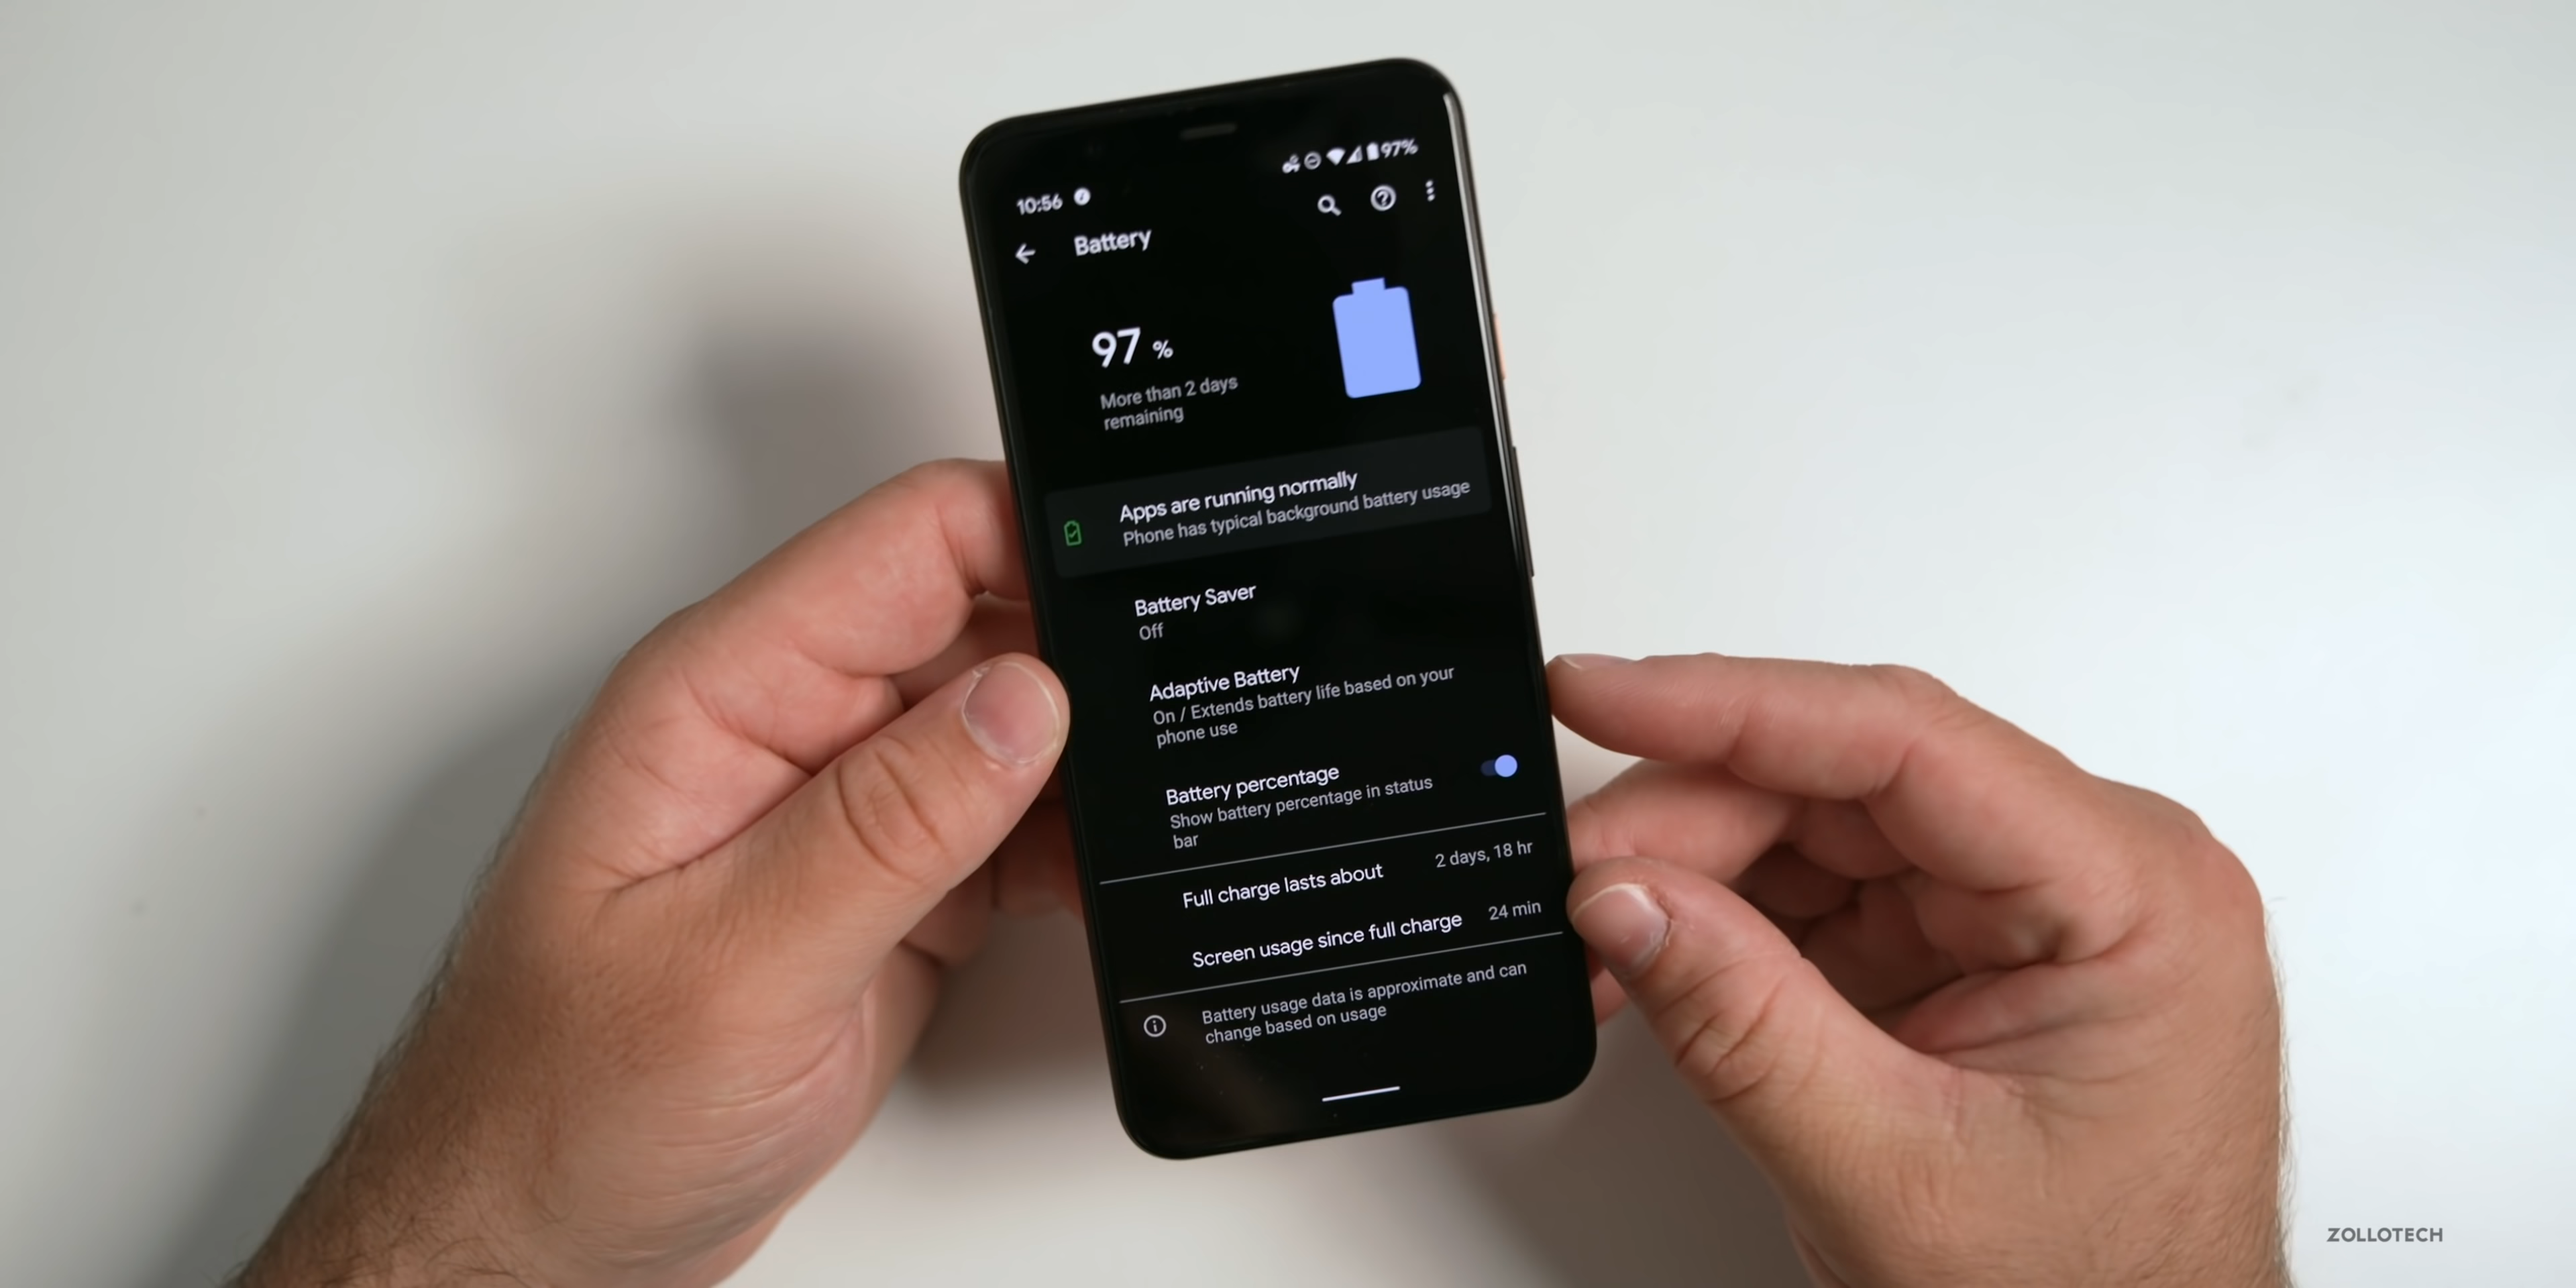 10:56 97%
Battery
97 %
More than 2 days
remaining
Apps are running normally
Phone has typical background battery usage
Battery Saver
Off
Adaptive Battery
On / Extends battery life based on your
phone use
Battery percentage
Show battery percentage in status
bar
Full charge lasts about 2 days, 18 hr
Screen usage since full charge 24 min
Battery usage data is approximate and can
change based on usage
ZOLLOTECH